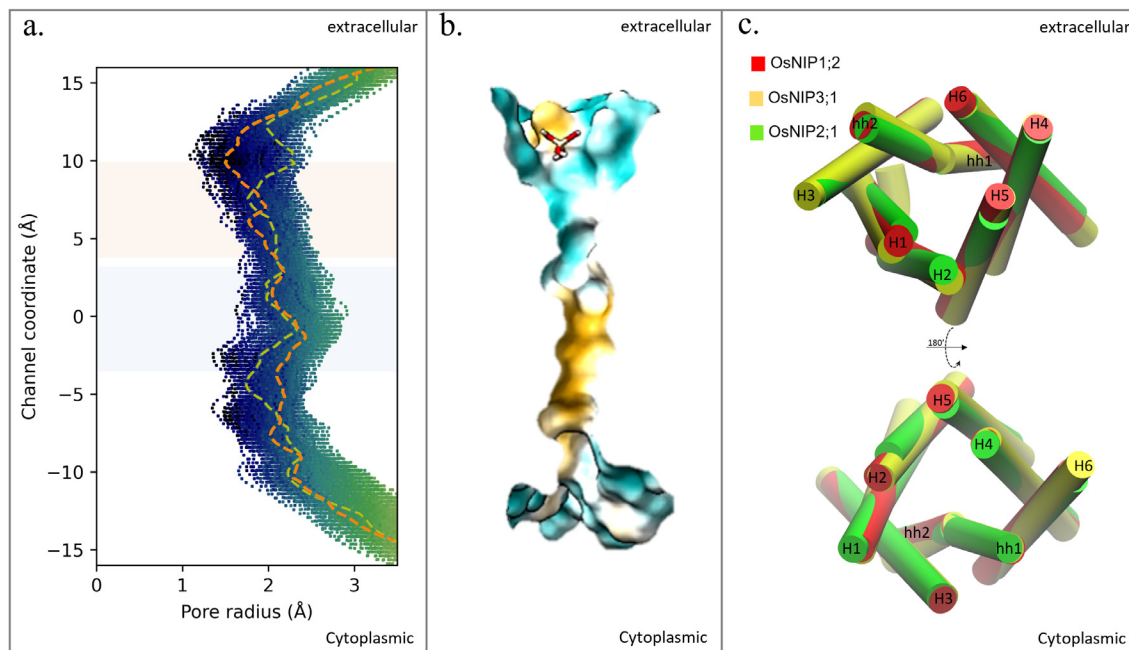 a.
extracellular
15
10
5
0
−5
−10
−15
Channel coordinate (Å)
0
1
2
3
Pore radius (Å)
Cytoplasmic
b.
extracellular
Cytoplasmic
c.
extracellular
OsNIP1;2
OsNIP3;1
OsNIP2;1
H6
H4
hh2
hh1
H3
H5
H1
H2
180'
H5
H4
H2
H6
hh2
hh1
H1
H3
Cytoplasmic